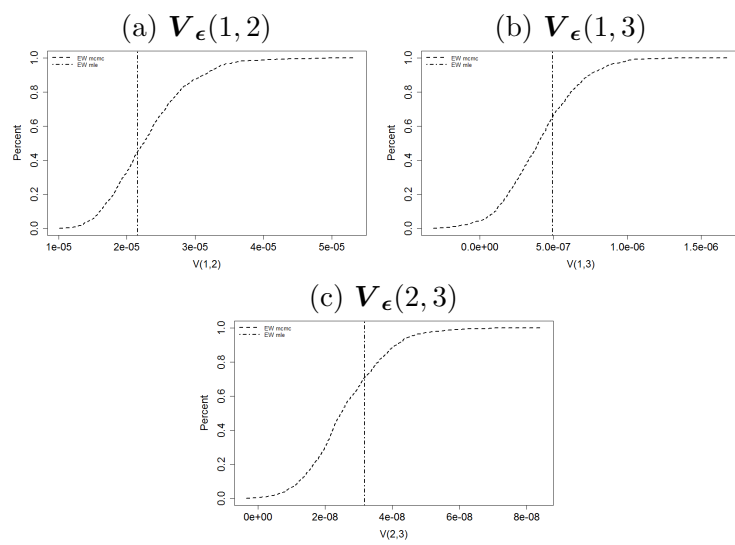 (a) V_ϵ(1, 2)
(b) V_ϵ(1, 3)
EW mcmc
EW mle
Percent
0.0 0.2 0.4 0.6 0.8 1.0
1e-05 2e-05 3e-05 4e-05 5e-05
V(1,2)
EW mcmc
EW mle
Percent
0.0 0.2 0.4 0.6 0.8 1.0
0.0e+00 5.0e-07 1.0e-06 1.5e-06
V(1,3)
(c) V_ϵ(2, 3)
EW mcmc
EW mle
Percent
0.0 0.2 0.4 0.6 0.8 1.0
0e+00 2e-08 4e-08 6e-08 8e-08
V(2,3)